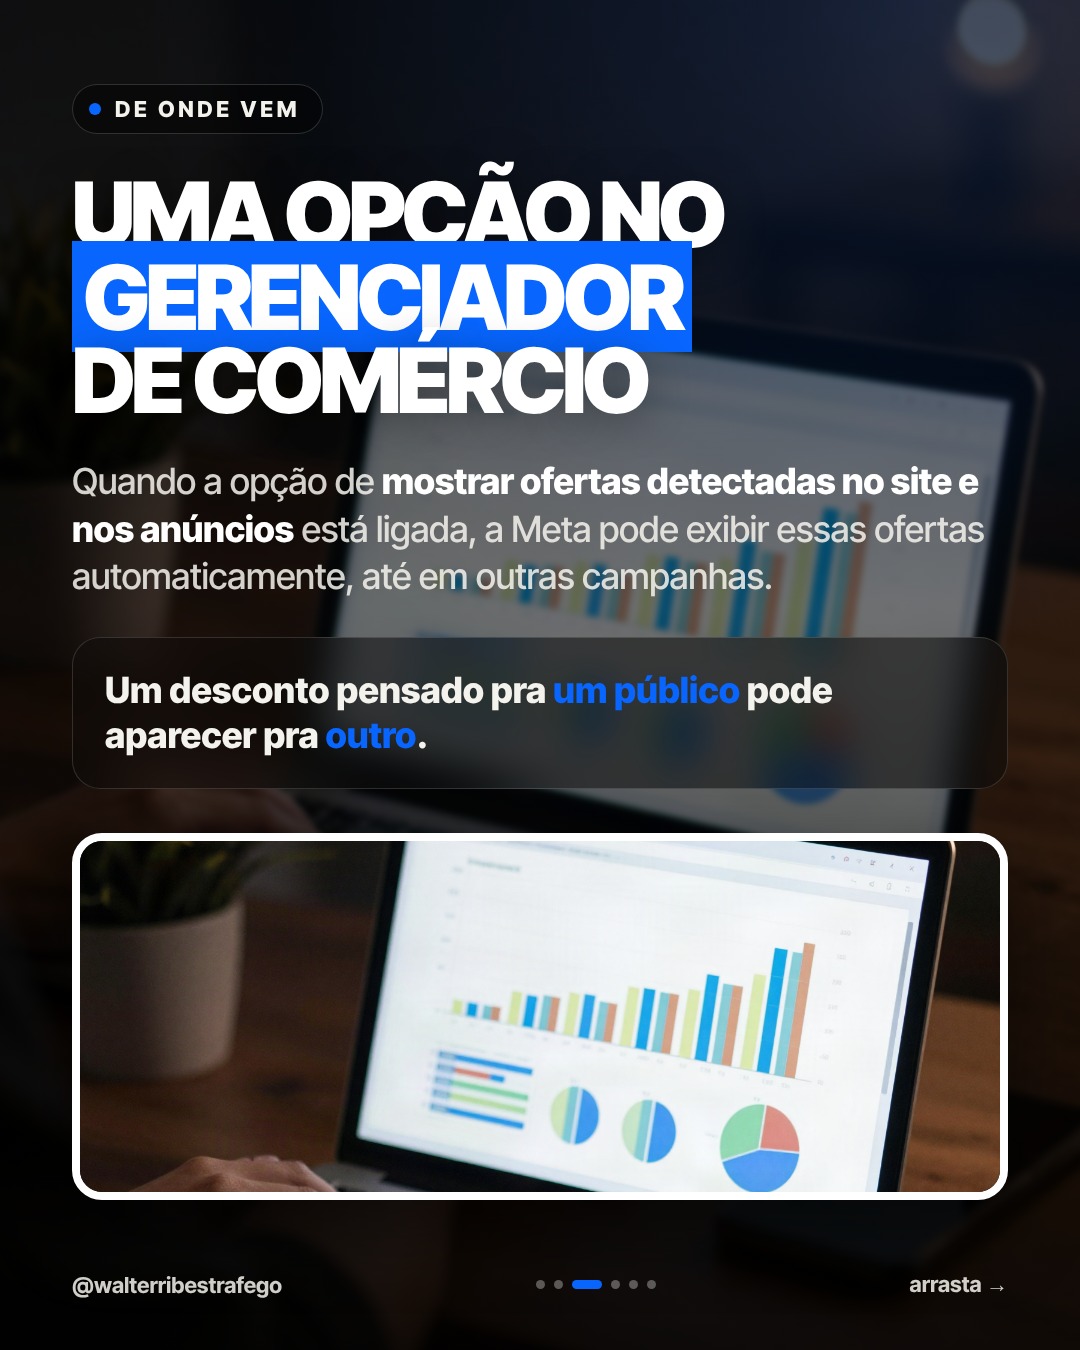 DE ONDE VEM
UMA OPÇÃO NO
GERENCIADOR
DE COMÉRCIO
Quando a opção de mostrar ofertas detectadas no site e
nos anúncios está ligada, a Meta pode exibir essas ofertas
automaticamente, até em outras campanhas.
Um desconto pensado pra um público pode
aparecer pra outro.
@walterribestrafego
arrasta →